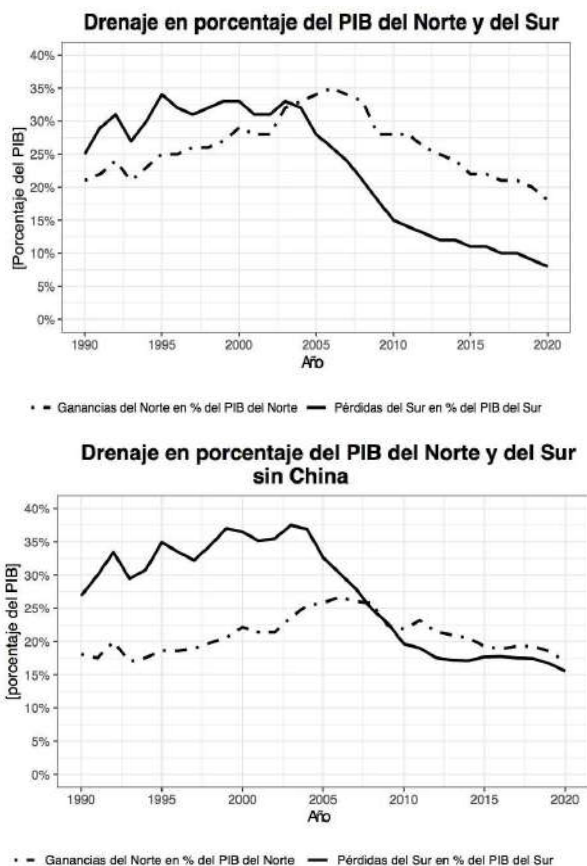 Drenaje en porcentaje del PIB del Norte y del Sur
40%
35%
30%
25%
20%
15%
10%
5%
0%
[Porcentaje del PIB]
1990 1995 2000 2005 2010 2015 2020
Año
Ganancias del Norte en % del PIB del Norte Pérdidas del Sur en % del PIB del Sur
Drenaje en porcentaje del PIB del Norte y del Sur
sin China
40%
35%
30%
25%
20%
15%
10%
5%
0%
[porcentaje del PIB]
1990 1995 2000 2005 2010 2015 2020
Año
Ganancias del Norte en % del PIB del Norte Pérdidas del Sur en % del PIB del Sur